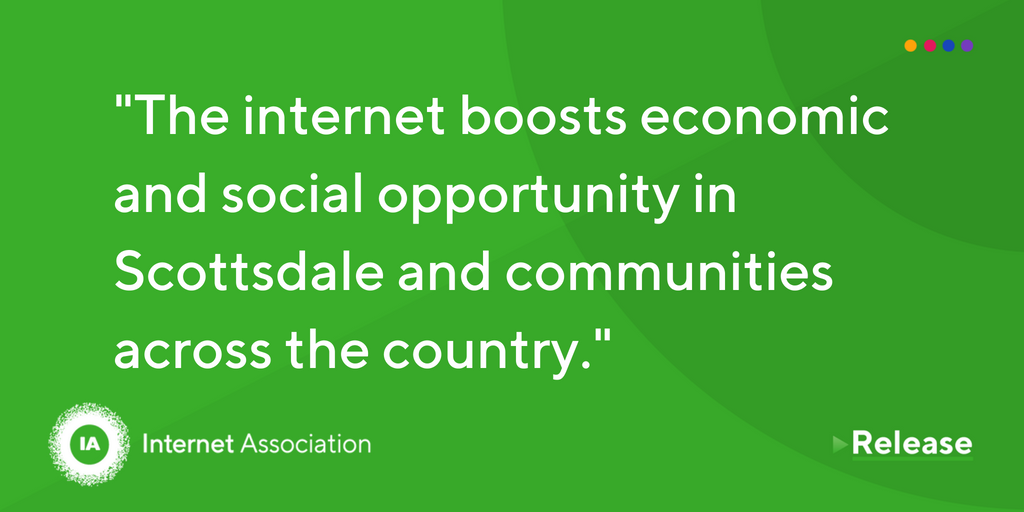 "The internet boosts economic
and social opportunity in
Scottsdale and communities
across the country."
IA
Internet Association
Release